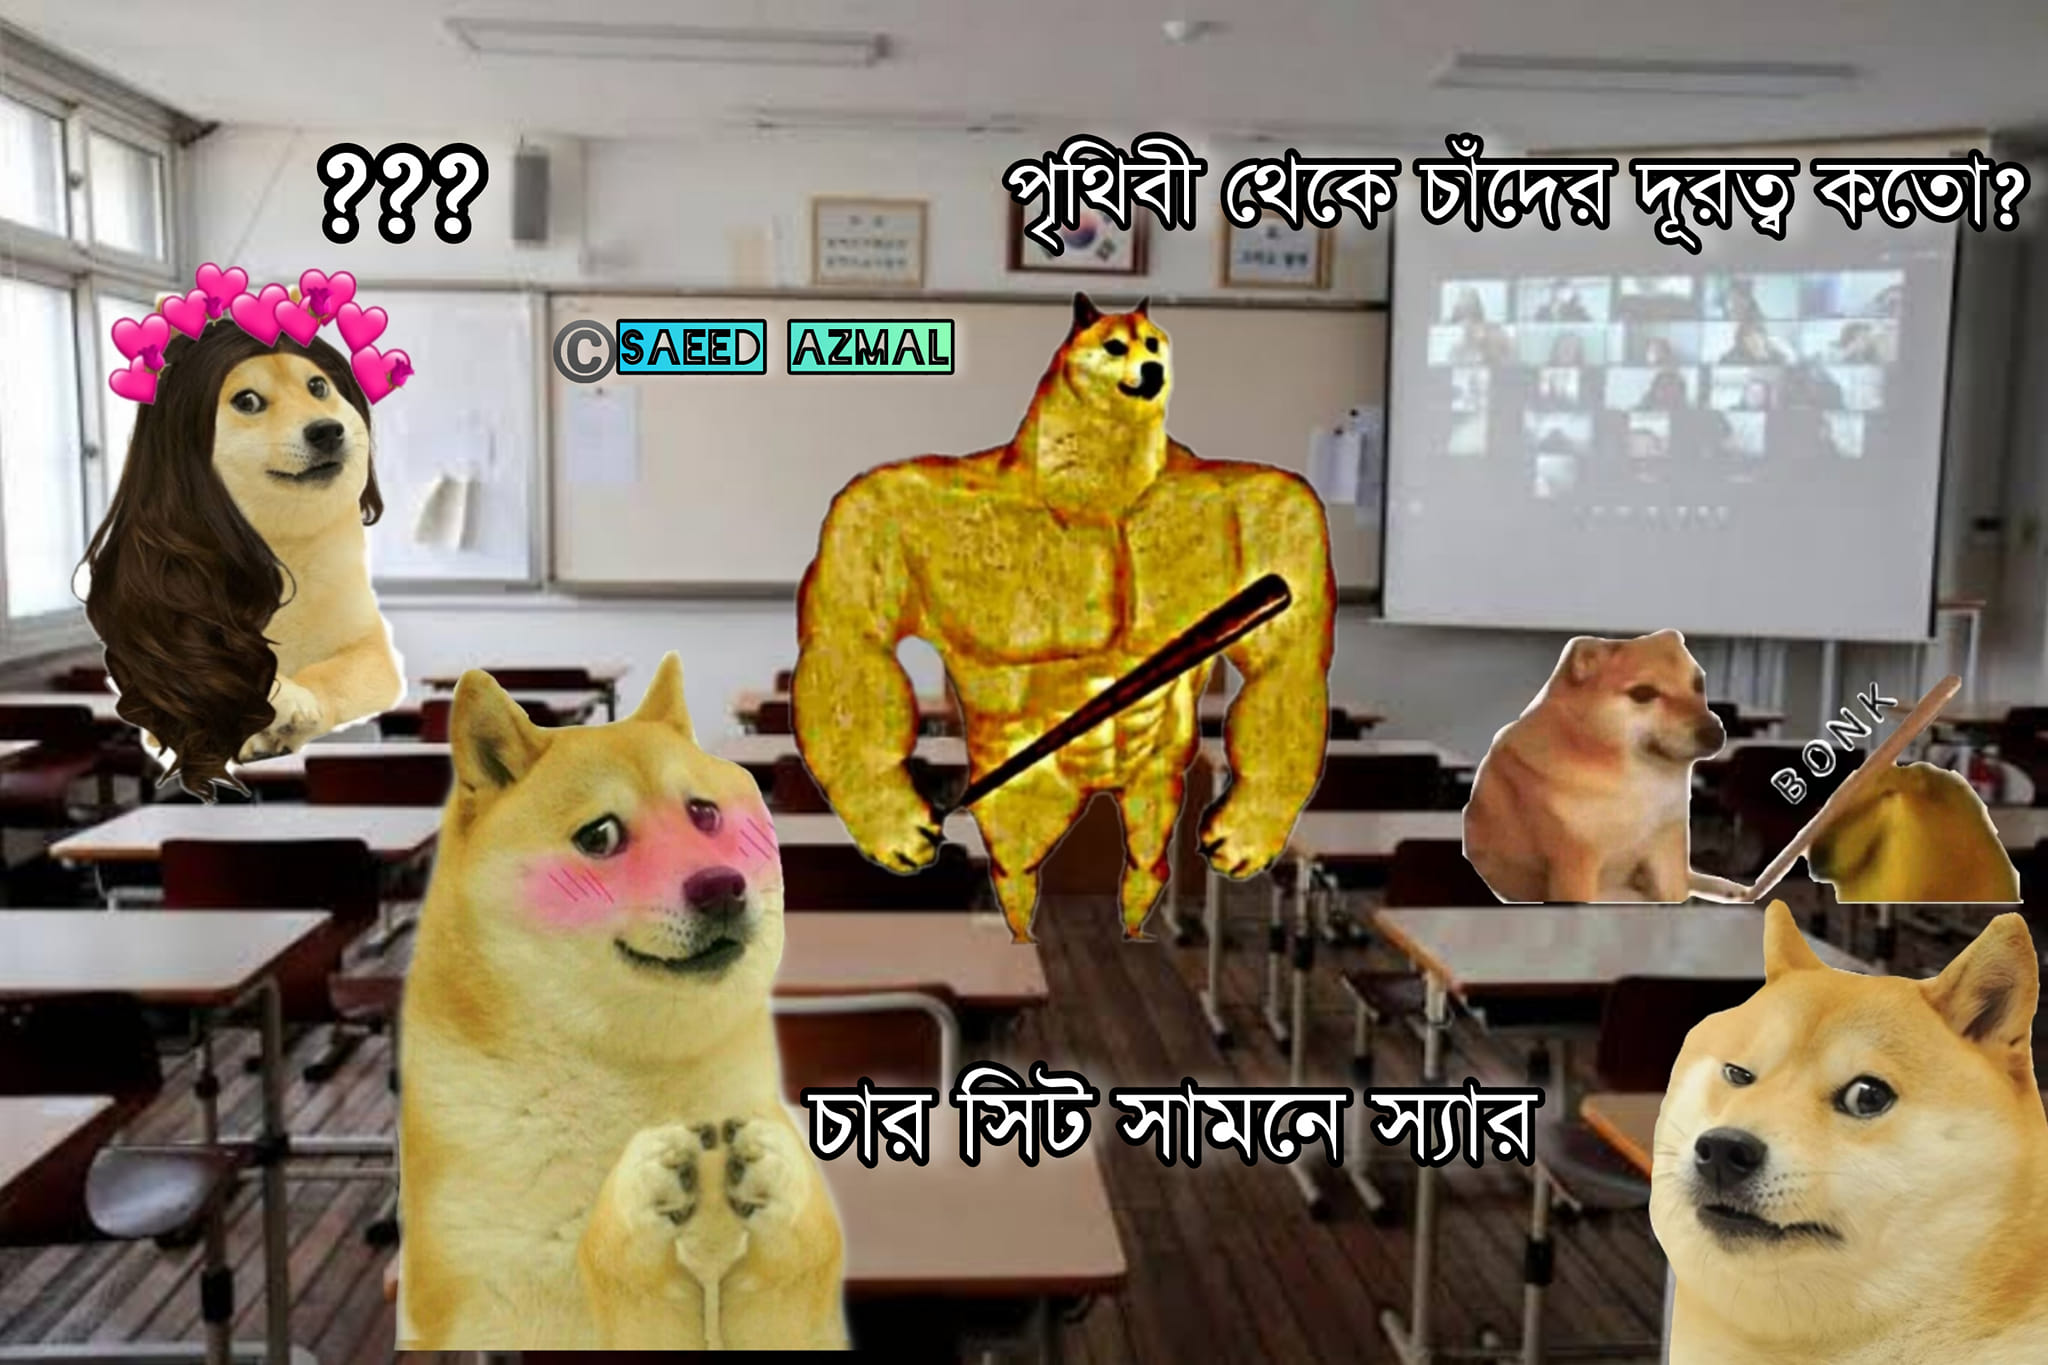 ???
পৃথিবী থেকে চাঁদের দূরত্ব কতো?
©SAEED AZMAL
BONK
চার সিট সামনে স্যার